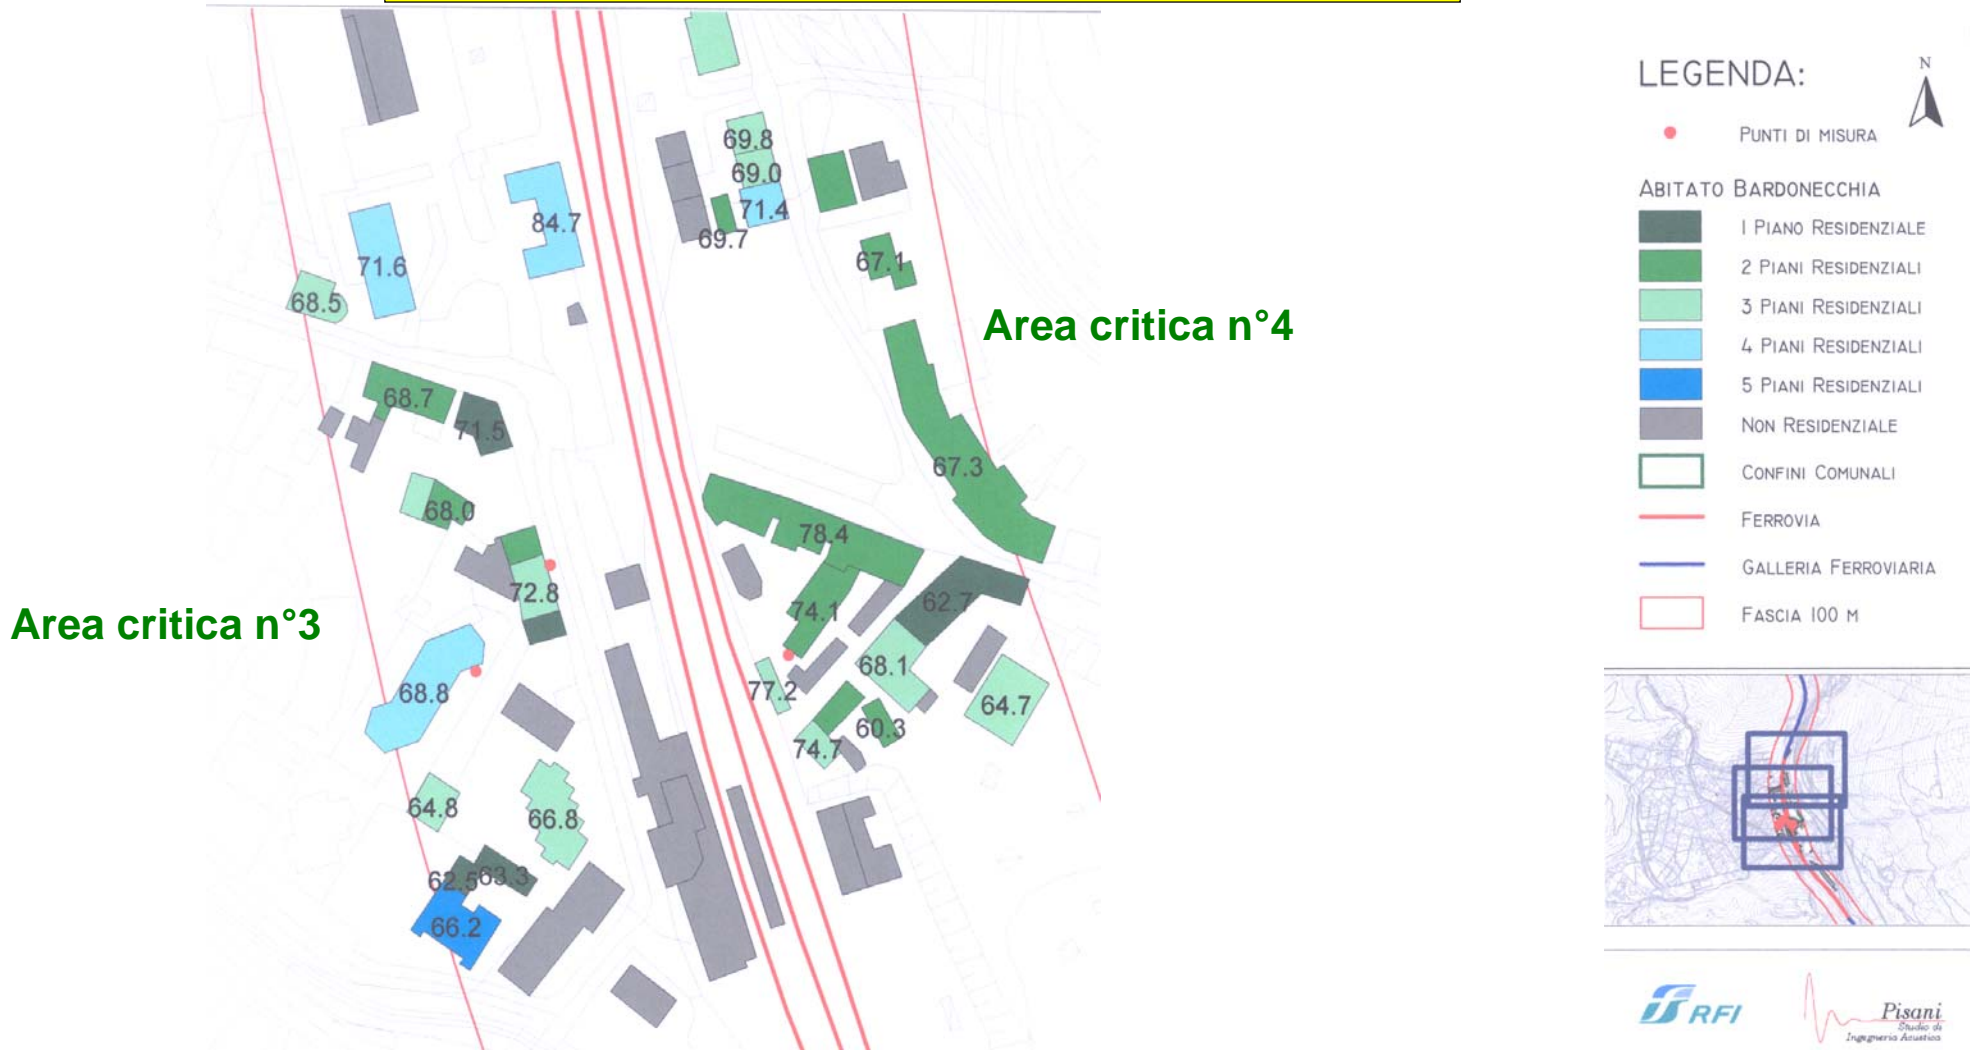 69.8
69.0
71.4
69.7
84.7
67.1
71.6
68.5
Area critica n°4
68.7
71.5
67.3
68.0
78.4
72.8
74.1
62.7
Area critica n°3
68.8
77.2
68.1
64.7
60.3
74.7
64.8
66.8
62.5
63.3
66.2
LEGENDA:
N
PUNTI DI MISURA
ABITATO BARDONECCHIA
1 PIANO RESIDENZIALE
2 PIANI RESIDENZIALI
3 PIANI RESIDENZIALI
4 PIANI RESIDENZIALI
5 PIANI RESIDENZIALI
NON RESIDENZIALE
CONFINI COMUNALI
FERROVIA
GALLERIA FERROVIARIA
FASCIA 100 M
RFI
Pisani
Studio di
Ingegneria Acustica